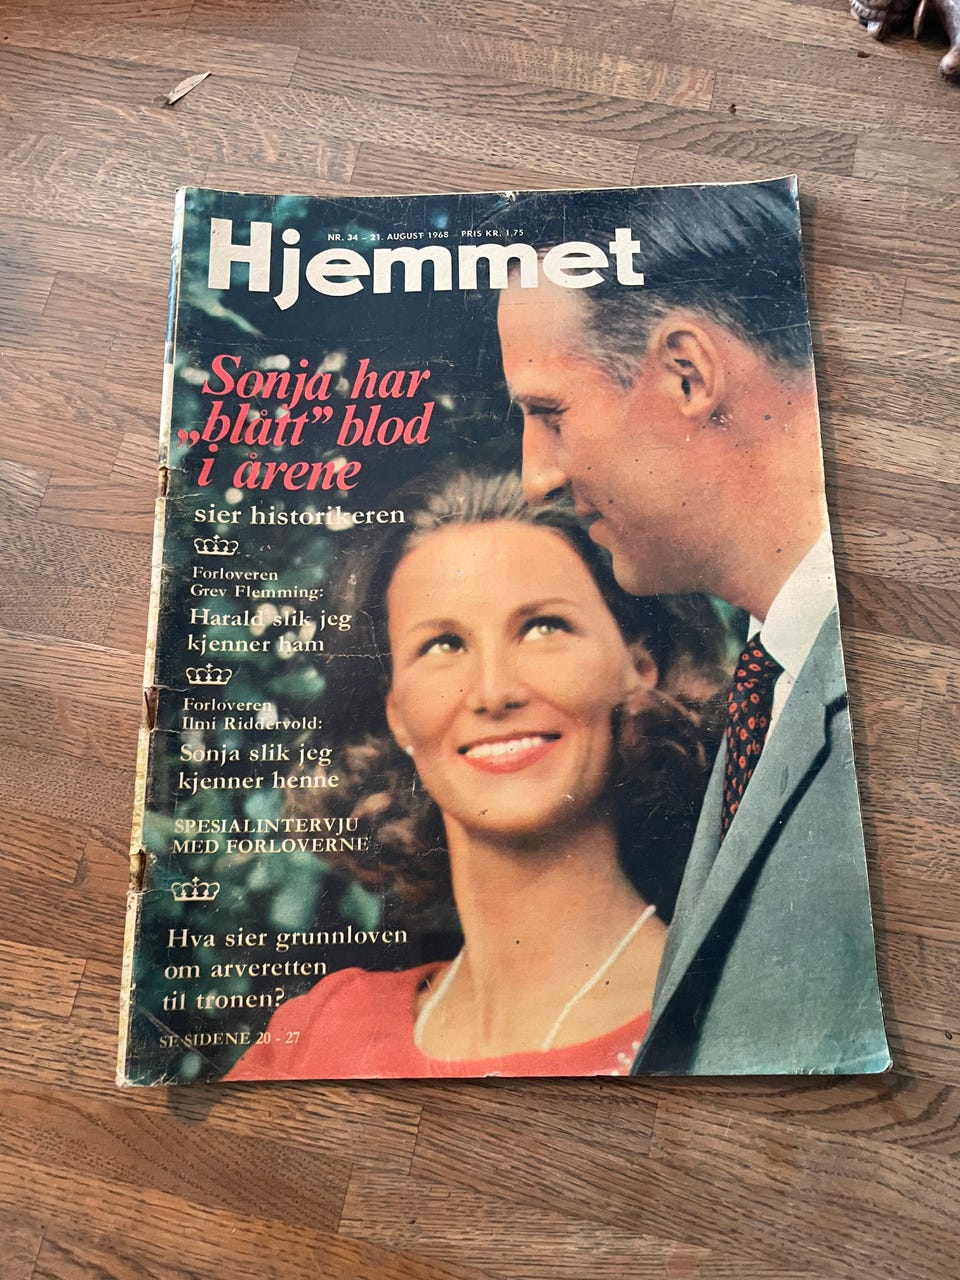 Hjemmet
NR. 34 – 21. AUGUST 1968 PRIS KR. 1,75
Sonja har
„blått” blod
i årene
sier historikeren
Forloveren
Grev Flemming:
Harald slik jeg
kjenner ham
Forloveren
Ilmi Riddervold:
Sonja slik jeg
kjenner henne
SPESIALINTERVJU
MED FORLOVERNE
Hva sier grunnloven
om arveretten
til tronen?
SE SIDENE 20 - 27